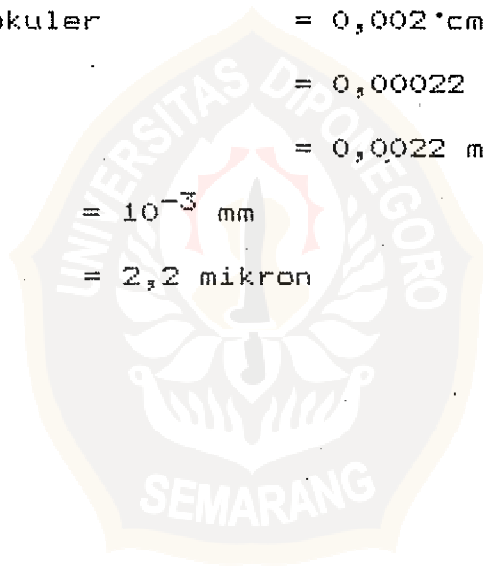 okuler = 0,002 cm
= 0,00022
= 0,0022 m
= 10⁻³ mm
= 2,2 mikron
UNIVERSITAS DIPONEGORO
SEMARANG